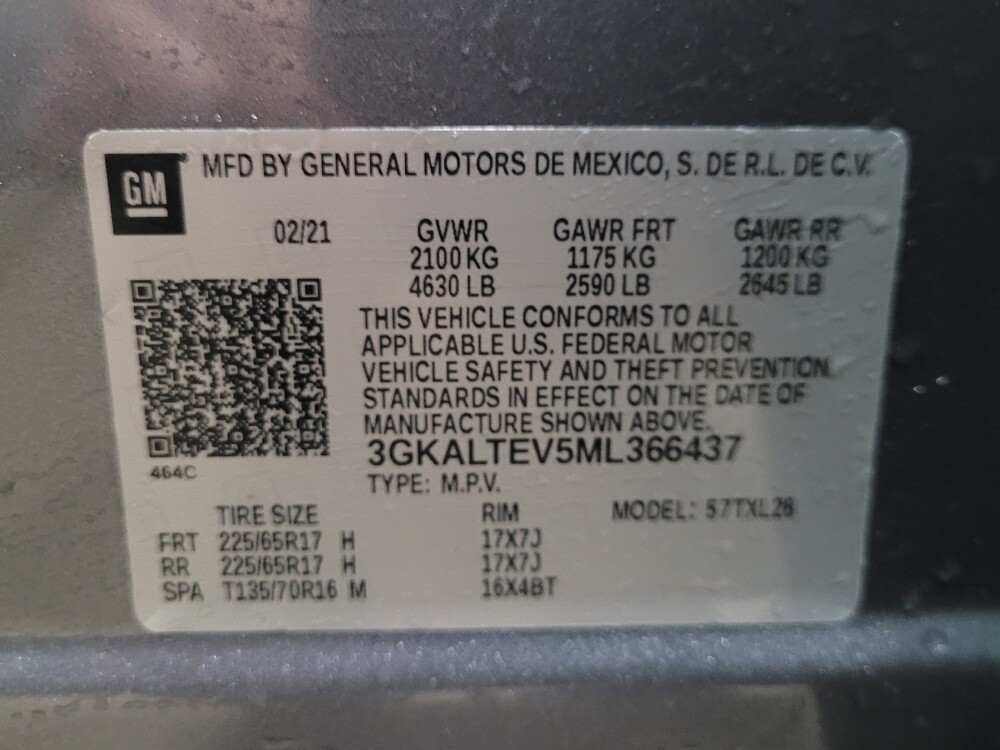 GM
MFD BY GENERAL MOTORS DE MEXICO, S. DE R.L. DE C.V.
02/21 GVWR GAWR FRT GAWR RR
2100 KG 1175 KG 1200 KG
4630 LB 2590 LB 2645 LB
THIS VEHICLE CONFORMS TO ALL
APPLICABLE U.S. FEDERAL MOTOR
VEHICLE SAFETY AND THEFT PREVENTION
STANDARDS IN EFFECT ON THE DATE OF
MANUFACTURE SHOWN ABOVE.
3GKALTEV5ML366437
464C
TYPE: M.P.V.
TIRE SIZE RIM MODEL: 57TXL26
FRT 225/65R17 H 17X7J
RR 225/65R17 H 17X7J
SPA T135/70R16 M 16X4BT